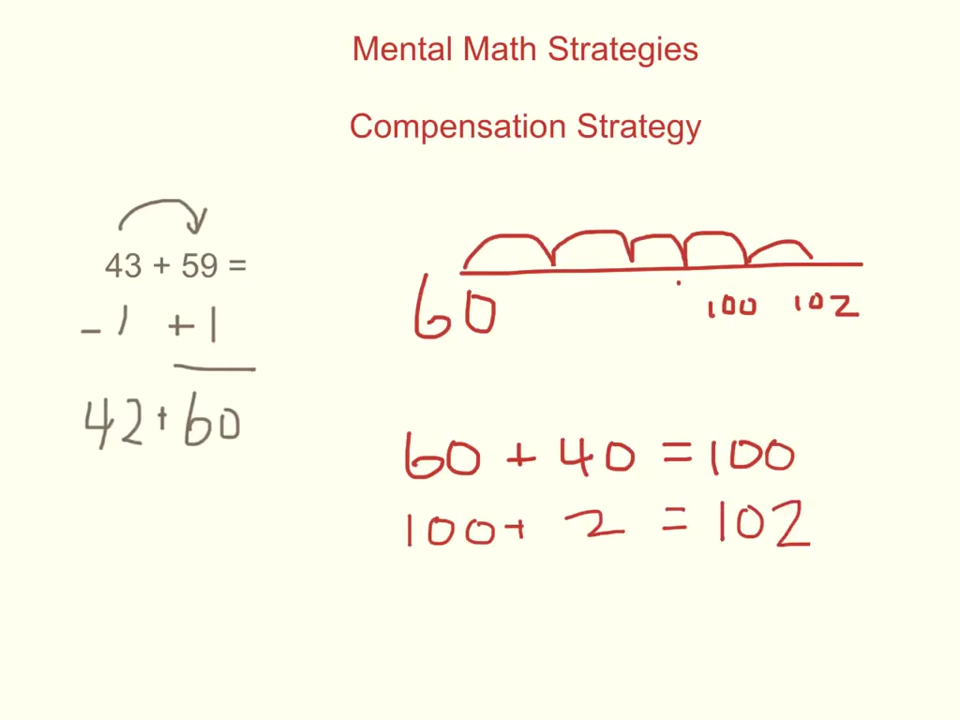 Mental Math Strategies
Compensation Strategy
43 + 59 =
- 1 + 1
42 + 60
60 100 102
60 + 40 = 100
100 + 2 = 102